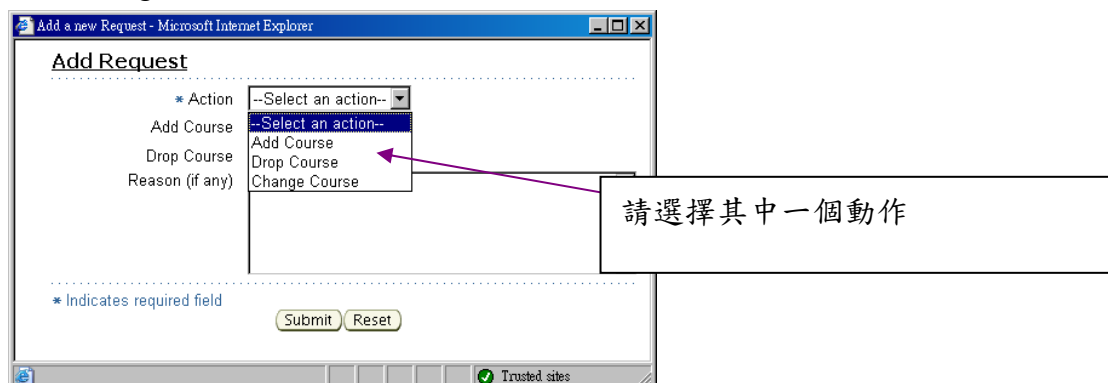 Add a new Request - Microsoft Internet Explorer
Add Request
* Action
--Select an action--
Add Course
--Select an action--
Add Course
Drop Course
Drop Course
Reason (if any)
Change Course
請選擇其中一個動作
* Indicates required field
Submit Reset
Trusted sites